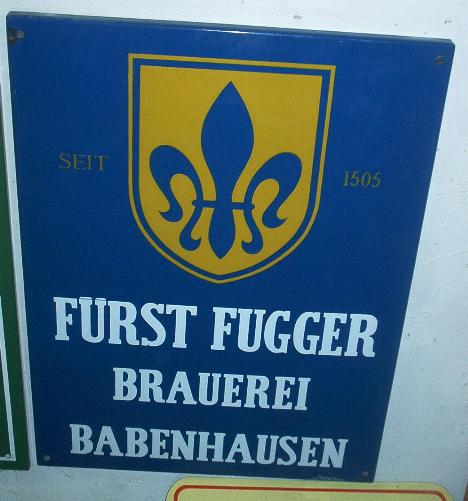 SEIT 1505
FÜRST FUGGER
BRAUEREI
BABENHAUSEN